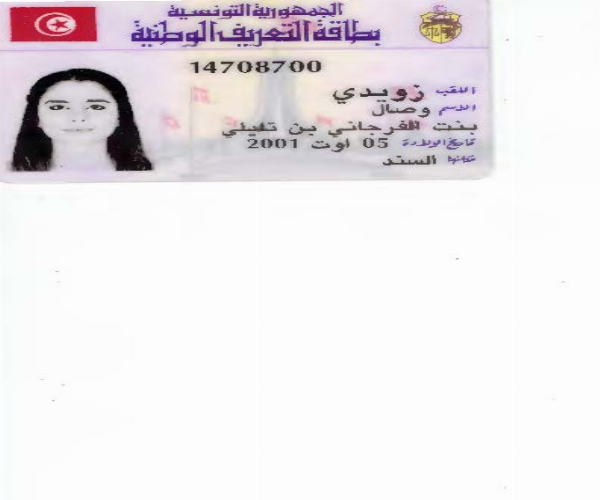 الجمهورية التونسية
بطاقة التعريف الوطنية
14708700
اللقب زويدي
الاسم وصال
بنت الفرجاني بن تليلي
تاريخ الولادة 05 اوت 2001
مكانها السند